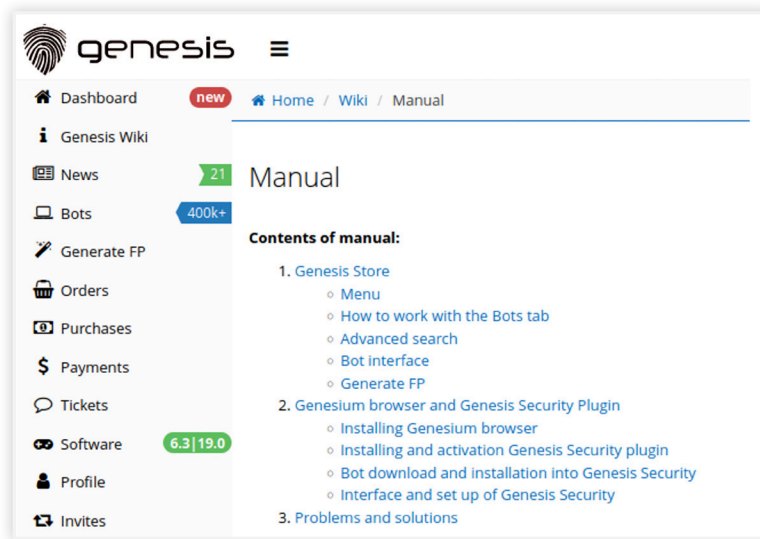 genesis
Home / Wiki / Manual
Dashboard new
Genesis Wiki
News 21
Bots 400k+
Generate FP
Orders
Purchases
Payments
Tickets
Software 6.3|19.0
Profile
Invites
Manual
Contents of manual:
1. Genesis Store
Menu
How to work with the Bots tab
Advanced search
Bot interface
Generate FP
2. Genesium browser and Genesis Security Plugin
Installing Genesium browser
Installing and activation Genesis Security plugin
Bot download and installation into Genesis Security
Interface and set up of Genesis Security
3. Problems and solutions